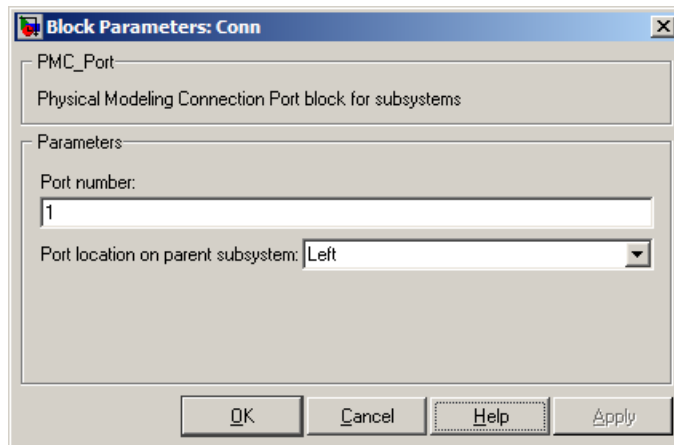 Block Parameters: Conn
PMC_Port
Physical Modeling Connection Port block for subsystems
Parameters
Port number:
1
Port location on parent subsystem: Left
OK Cancel Help Apply